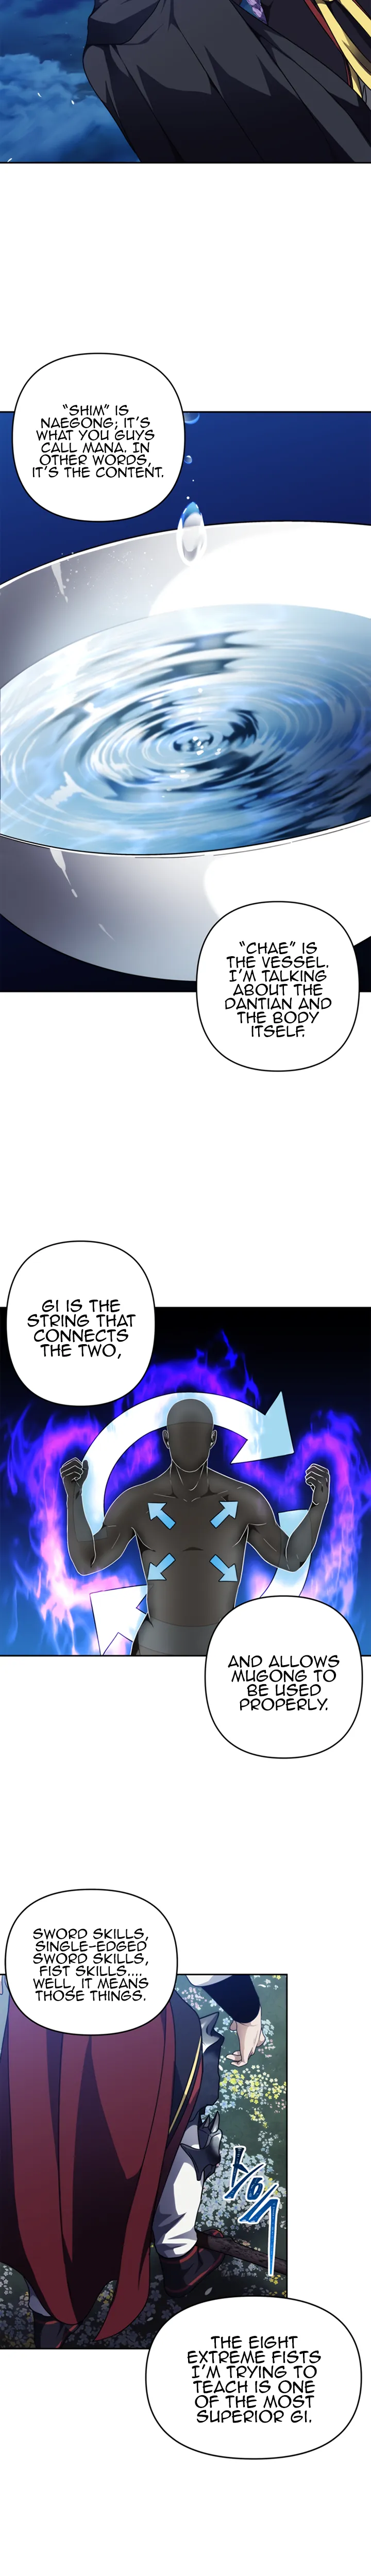 “SHIM” IS
NAEGONG; IT’S
WHAT YOU GUYS
CALL MANA. IN
OTHER WORDS,
IT’S THE CONTENT.
“CHAE” IS
THE VESSEL.
I’M TALKING
ABOUT THE
DANTIAN AND
THE BODY
ITSELF.
GI IS THE
STRING THAT
CONNECTS
THE TWO,
AND ALLOWS
MUGONG TO
BE USED
PROPERLY.
SWORD SKILLS,
SINGLE-EDGED
SWORD SKILLS,
FIST SKILLS....
WELL, IT MEANS
THOSE THINGS.
THE EIGHT
EXTREME FISTS
I’M TRYING TO
TEACH IS ONE
OF THE MOST
SUPERIOR GI.